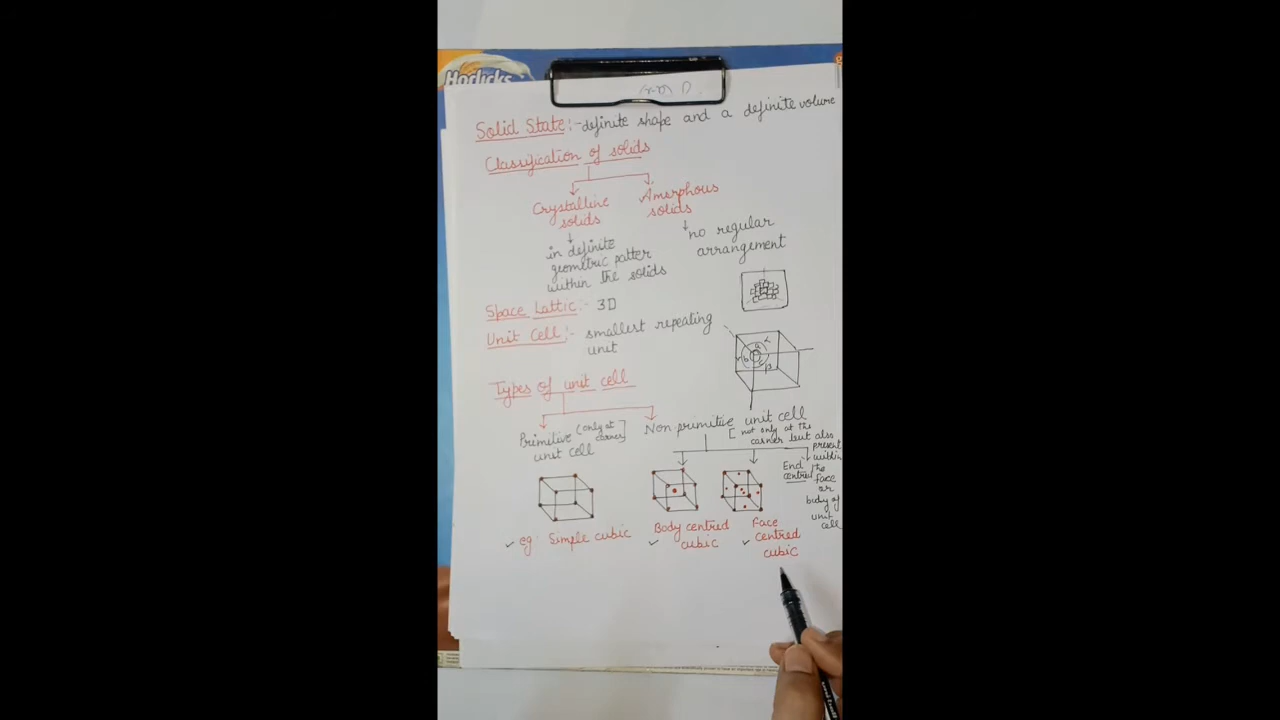 Horlicks
Solid State:- definite shape and a definite volume
Classification of solids
Crystalline
solids
Amorphous
solids
in definite
geometric patter
within the solids
no regular
arrangement
Space Lattic:- 3D
Unit Cell:- smallest repeating
unit
Types of unit cell
Primitive [only at
corner]
unit cell
Non primitive unit cell
[not only at the
corner but also
present
within
the
face
or
body of
unit
cell
End
centred
eg: Simple cubic
Body centred
cubic
Face
centred
cubic